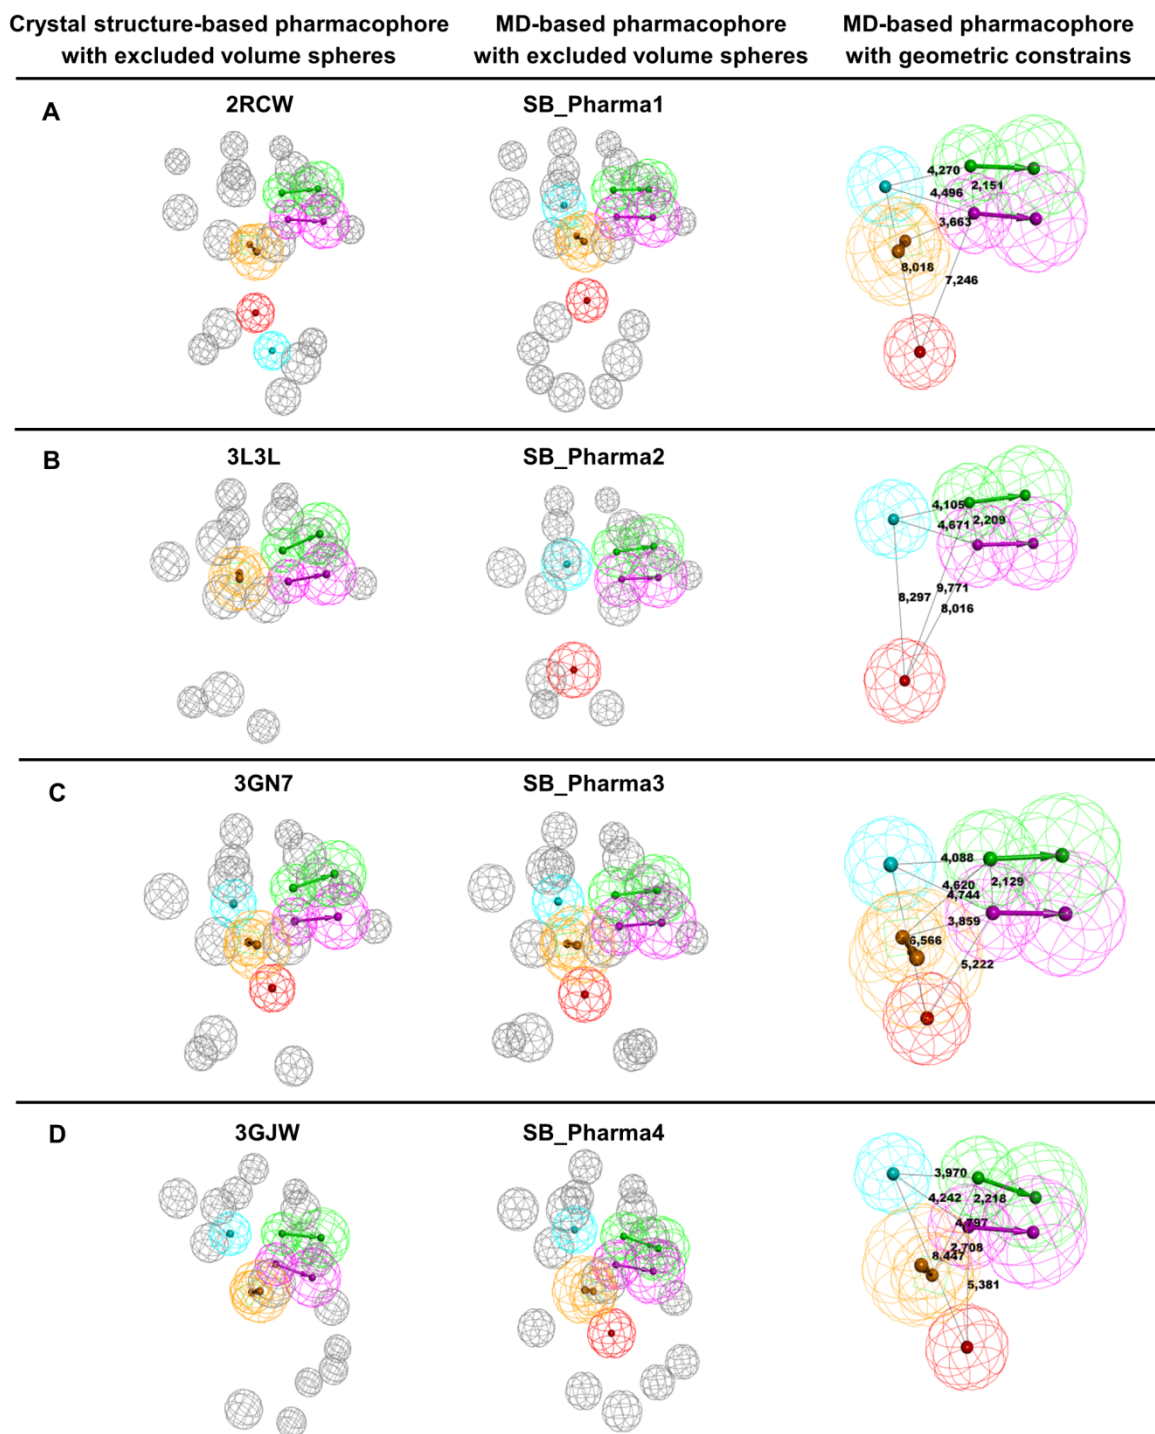 Crystal structure-based pharmacophore
with excluded volume spheres
MD-based pharmacophore
with excluded volume spheres
MD-based pharmacophore
with geometric constrains
A
2RCW
SB_Pharma1
4,270
2,151
4,496
3,663
8,018
7,246
B
3L3L
SB_Pharma2
4,105
2,209
4,671
9,771
8,297
8,016
C
3GN7
SB_Pharma3
4,088
4,620
2,129
4,744
3,859
6,566
5,222
D
3GJW
SB_Pharma4
3,970
4,242
2,218
4,797
2,708
8,447
5,381